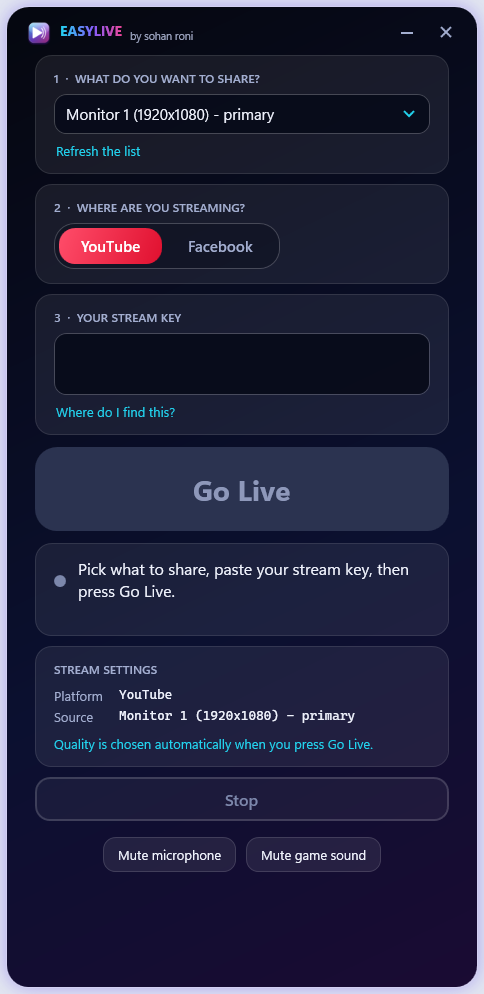 EASYLIVE by sohan roni
1 · WHAT DO YOU WANT TO SHARE?
Monitor 1 (1920x1080) - primary
Refresh the list
2 · WHERE ARE YOU STREAMING?
YouTube Facebook
3 · YOUR STREAM KEY
Where do I find this?
Go Live
Pick what to share, paste your stream key, then
press Go Live.
STREAM SETTINGS
Platform YouTube
Source Monitor 1 (1920x1080) - primary
Quality is chosen automatically when you press Go Live.
Stop
Mute microphone Mute game sound